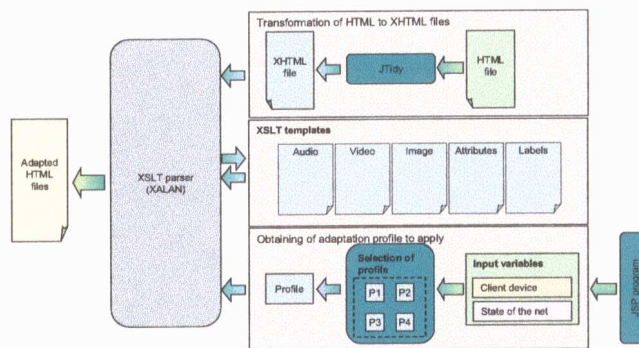 Transformation of HTML to XHTML files
XHTML
file
JTidy
HTML
file
XSLT templates
Audio
Video
Image
Attributes
Labels
Adapted
HTML
files
XSLT parser
(XALAN)
Obtaining of adaptation profile to apply
Profile
Selection of
profile
P1
P2
P3
P4
Input variables
Client device
State of the net
JSP program